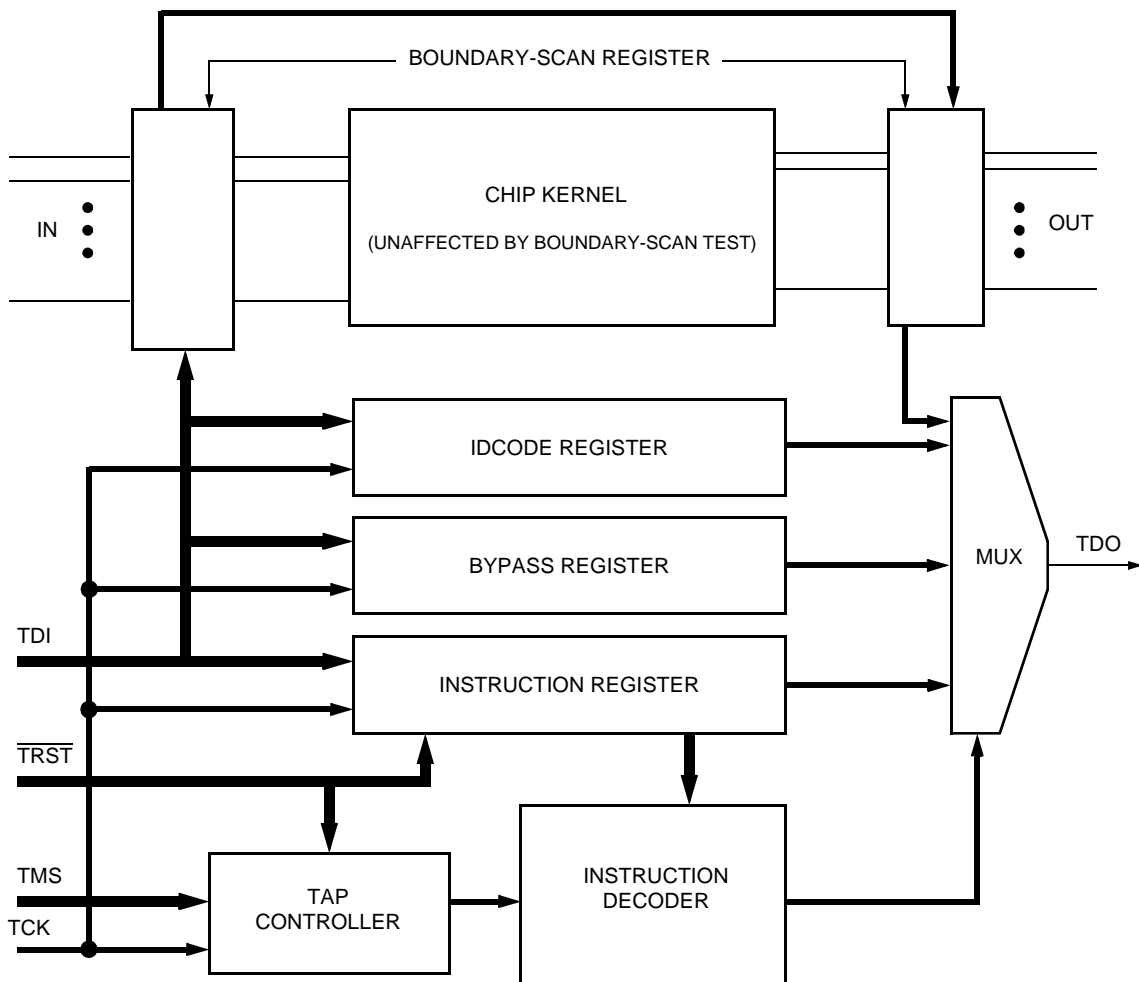 BOUNDARY-SCAN REGISTER
CHIP KERNEL
(UNAFFECTED BY BOUNDARY-SCAN TEST)
IN
OUT
IDCODE REGISTER
BYPASS REGISTER
MUX
TDO
TDI
INSTRUCTION REGISTER
TRST
TMS
TAP
CONTROLLER
INSTRUCTION
DECODER
TCK